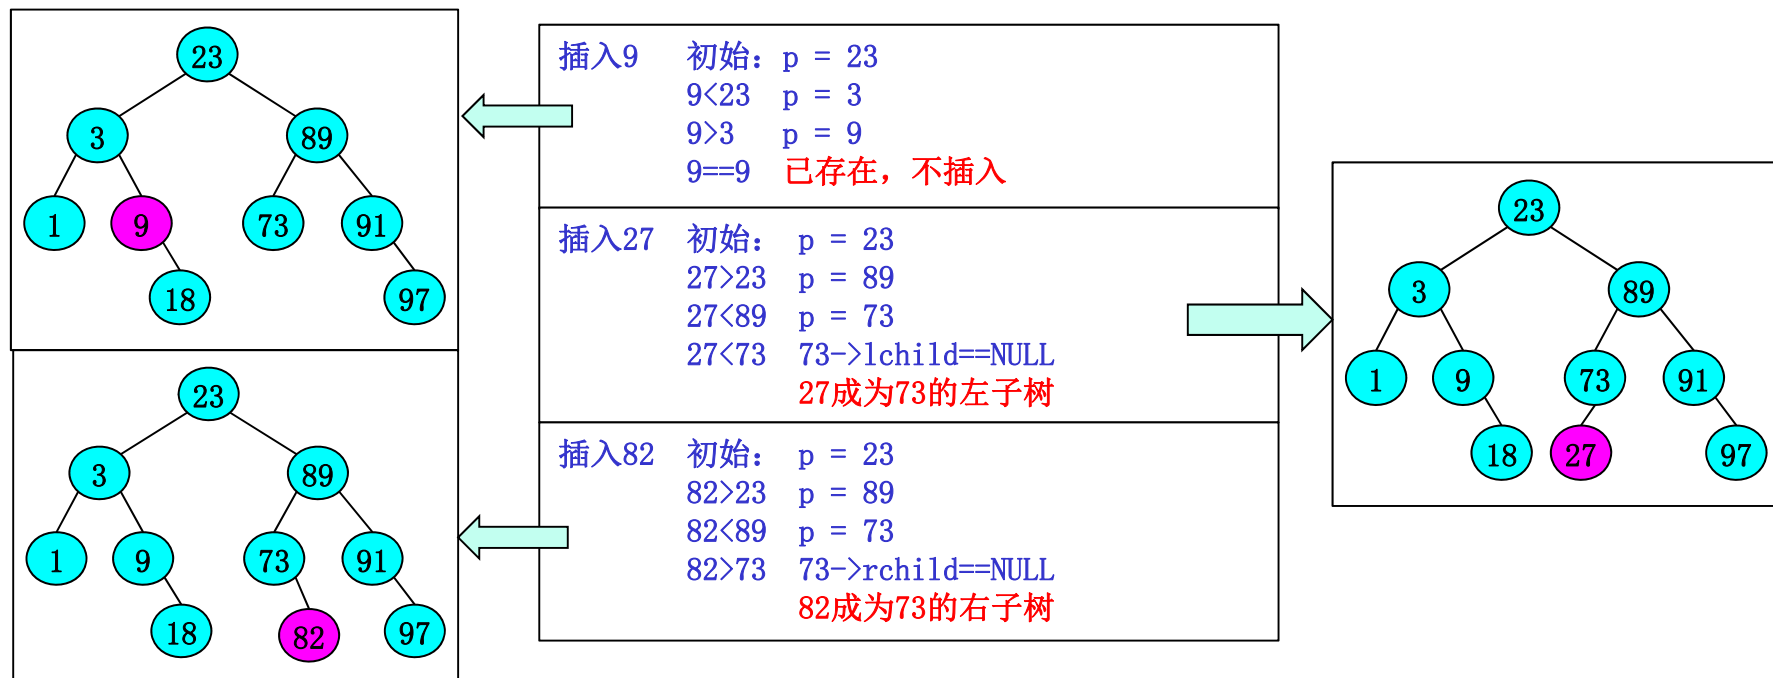 23
3 89
1 9 73 91
18 97
插入9 初始：p = 23
9<23 p = 3
9>3 p = 9
9==9 已存在，不插入
插入27 初始： p = 23
27>23 p = 89
27<89 p = 73
27<73 73->lchild==NULL
27成为73的左子树
23
3 89
1 9 73 91
18 27 97
23
3 89
1 9 73 91
18 82 97
插入82 初始： p = 23
82>23 p = 89
82<89 p = 73
82>73 73->rchild==NULL
82成为73的右子树